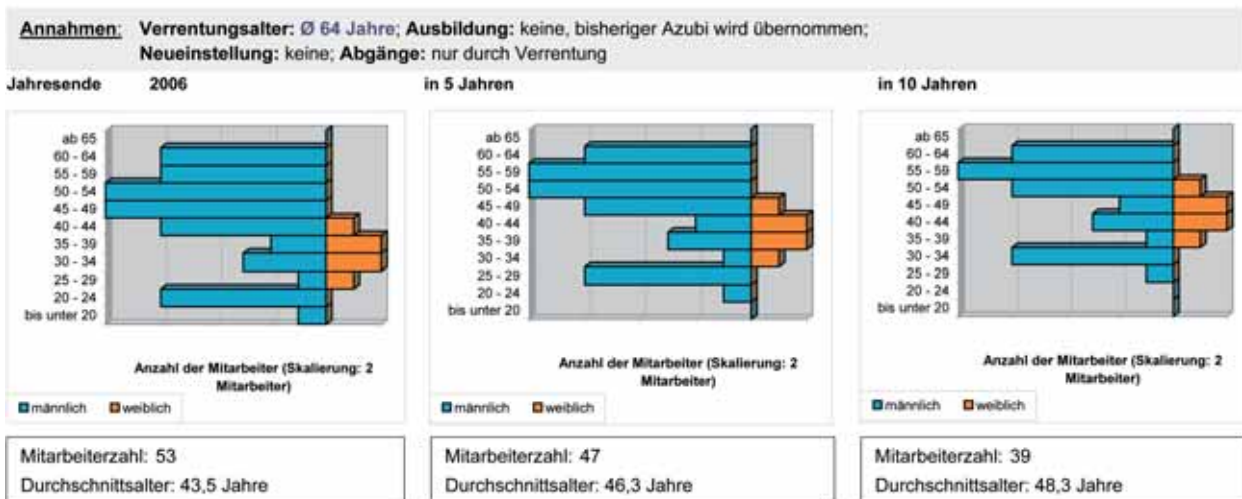 Annahmen: Verrentungsalter: Ø 64 Jahre; Ausbildung: keine, bisheriger Azubi wird übernommen;
Neueinstellung: keine; Abgänge: nur durch Verrentung
Jahresende 2006
ab 65
60 - 64
55 - 59
50 - 54
45 - 49
40 - 44
35 - 39
30 - 34
25 - 29
20 - 24
bis unter 20
Anzahl der Mitarbeiter (Skalierung: 2
Mitarbeiter)
männlich weiblich
Mitarbeiterzahl: 53
Durchschnittsalter: 43,5 Jahre
in 5 Jahren
ab 65
60 - 64
55 - 59
50 - 54
45 - 49
40 - 44
35 - 39
30 - 34
25 - 29
20 - 24
bis unter 20
Anzahl der Mitarbeiter (Skalierung: 2
Mitarbeiter)
männlich weiblich
Mitarbeiterzahl: 47
Durchschnittsalter: 46,3 Jahre
in 10 Jahren
ab 65
60 - 64
55 - 59
50 - 54
45 - 49
40 - 44
35 - 39
30 - 34
25 - 29
20 - 24
bis unter 20
Anzahl der Mitarbeiter (Skalierung: 2
Mitarbeiter)
männlich weiblich
Mitarbeiterzahl: 39
Durchschnittsalter: 48,3 Jahre